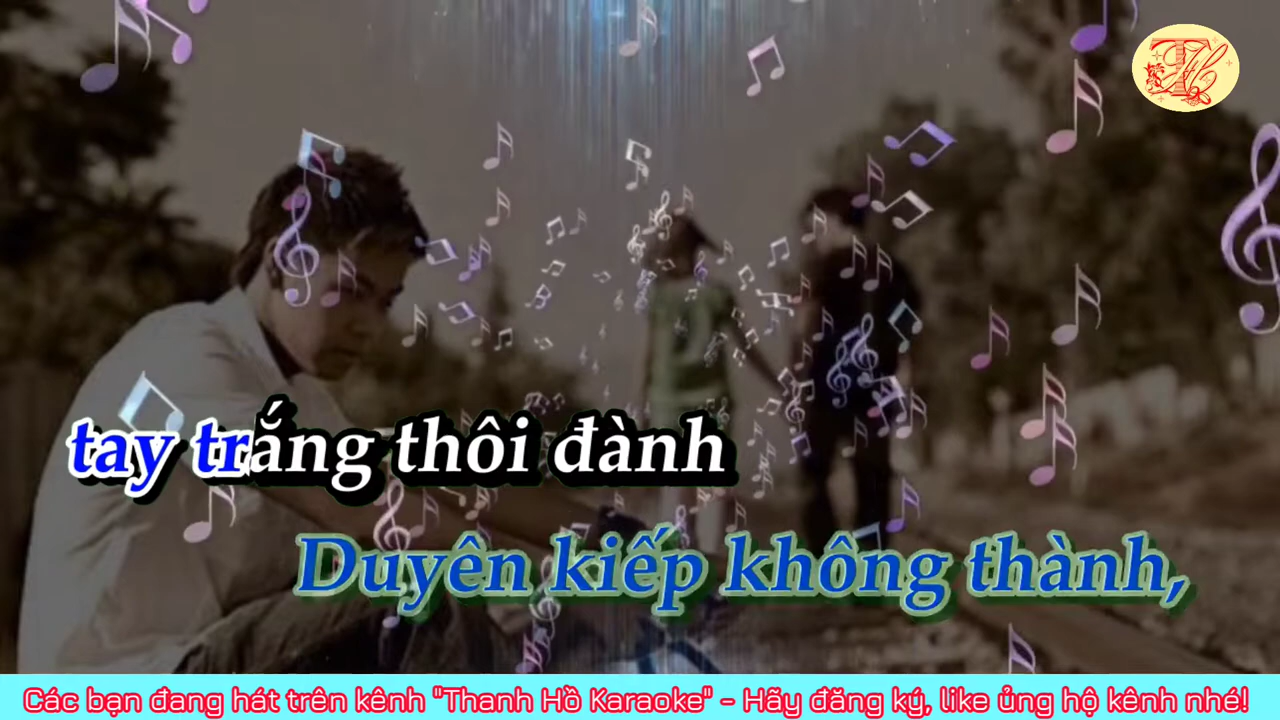 Th
tay trắng thôi đành
Duyên kiếp không thành,
Các bạn đang hát trên kênh "Thanh Hồ Karaoke" - Hãy đăng ký, like ủng hộ kênh nhé!